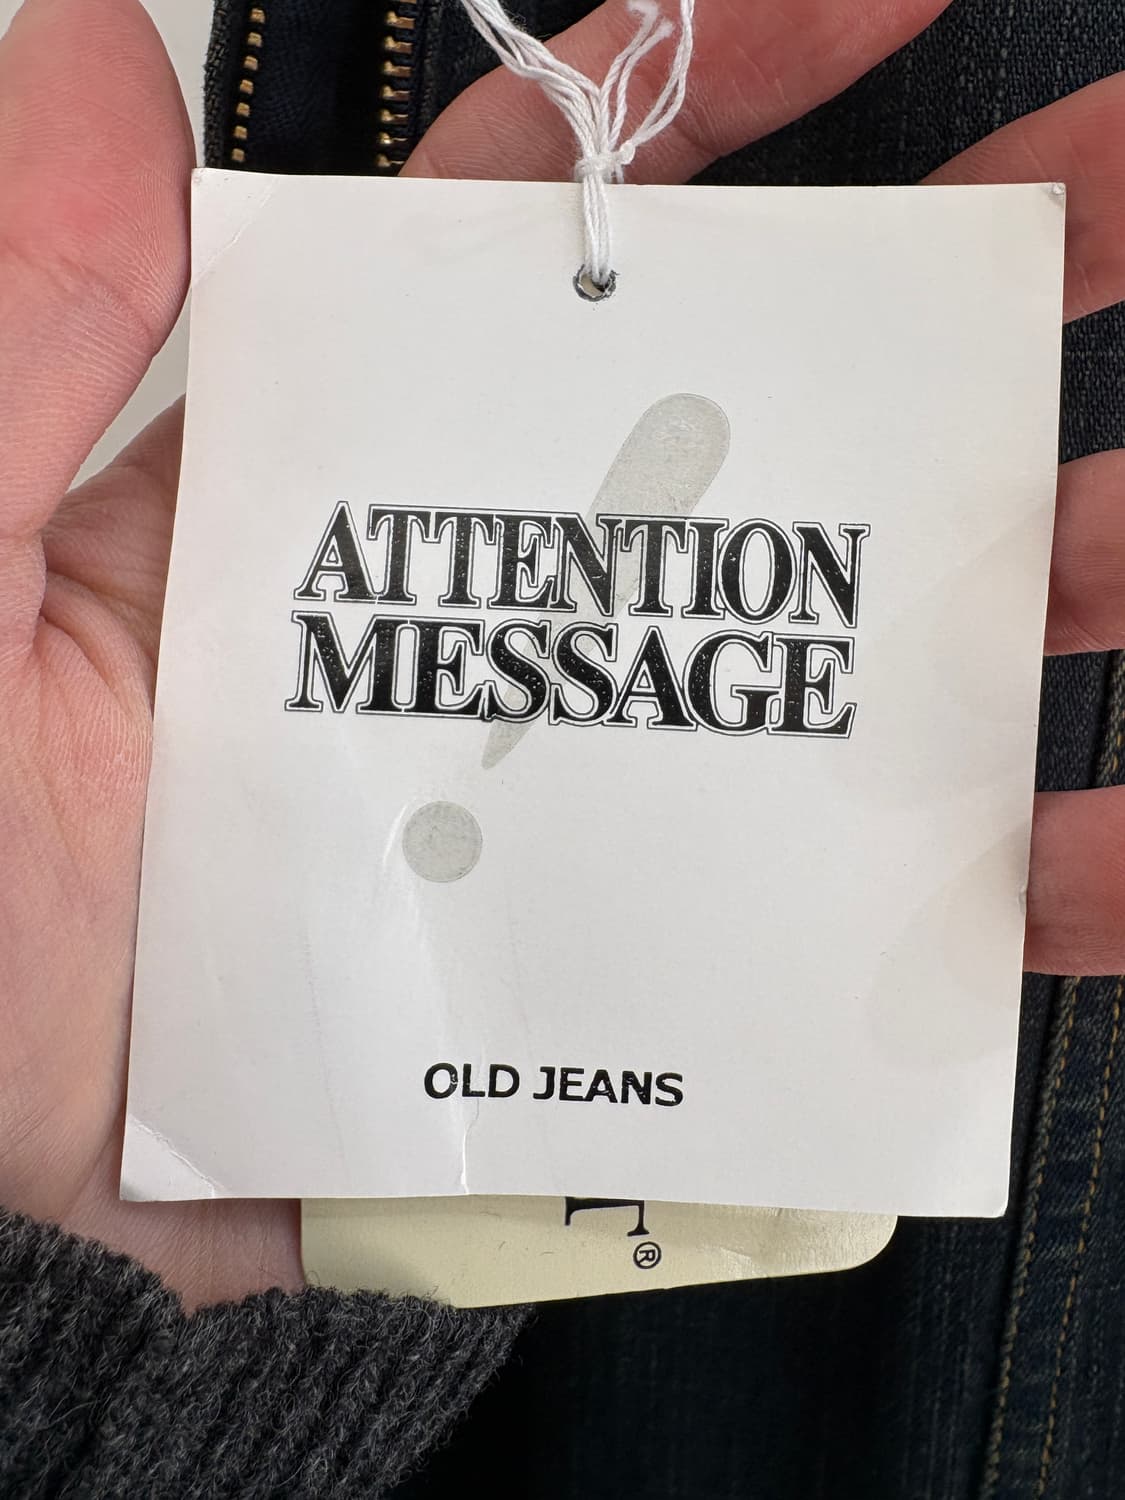 ATTENTION
MESSAGE
OLD JEANS
T®